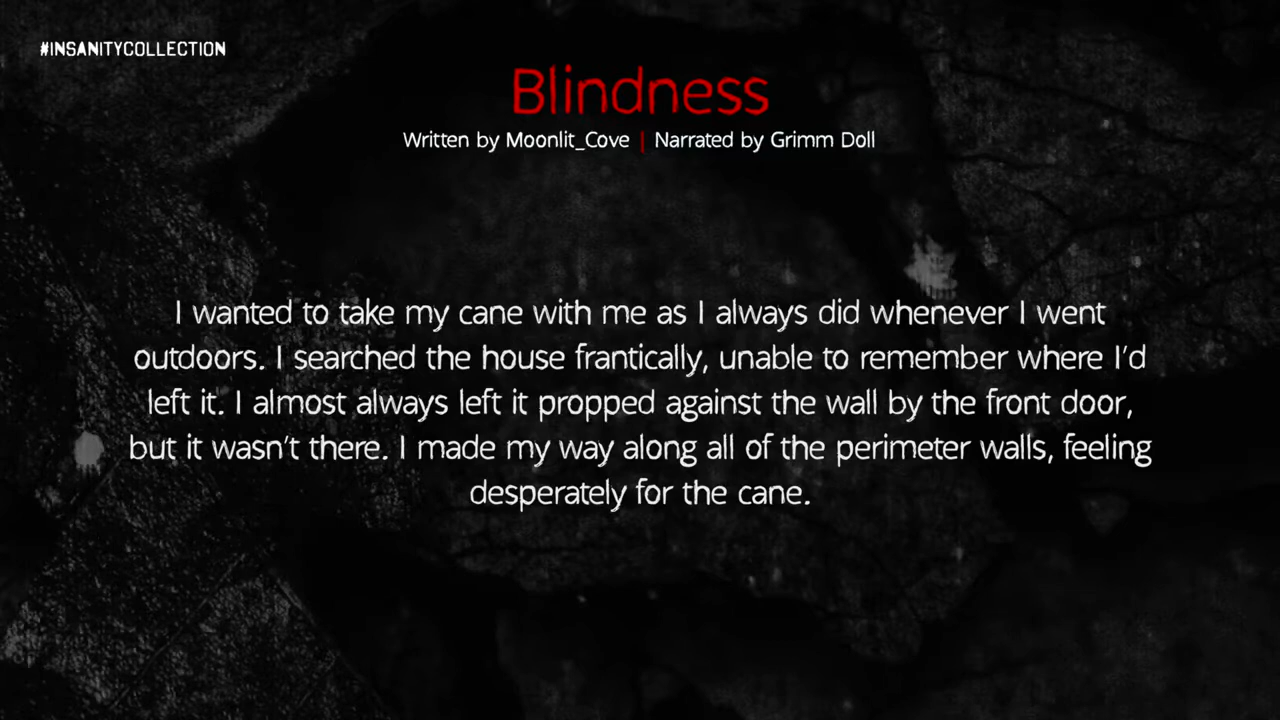 #INSANITYCOLLECTION
Blindness
Written by Moonlit_Cove | Narrated by Grimm Doll
I wanted to take my cane with me as I always did whenever I went
outdoors. I searched the house frantically, unable to remember where I'd
left it. I almost always left it propped against the wall by the front door,
but it wasn't there. I made my way along all of the perimeter walls, feeling
desperately for the cane.